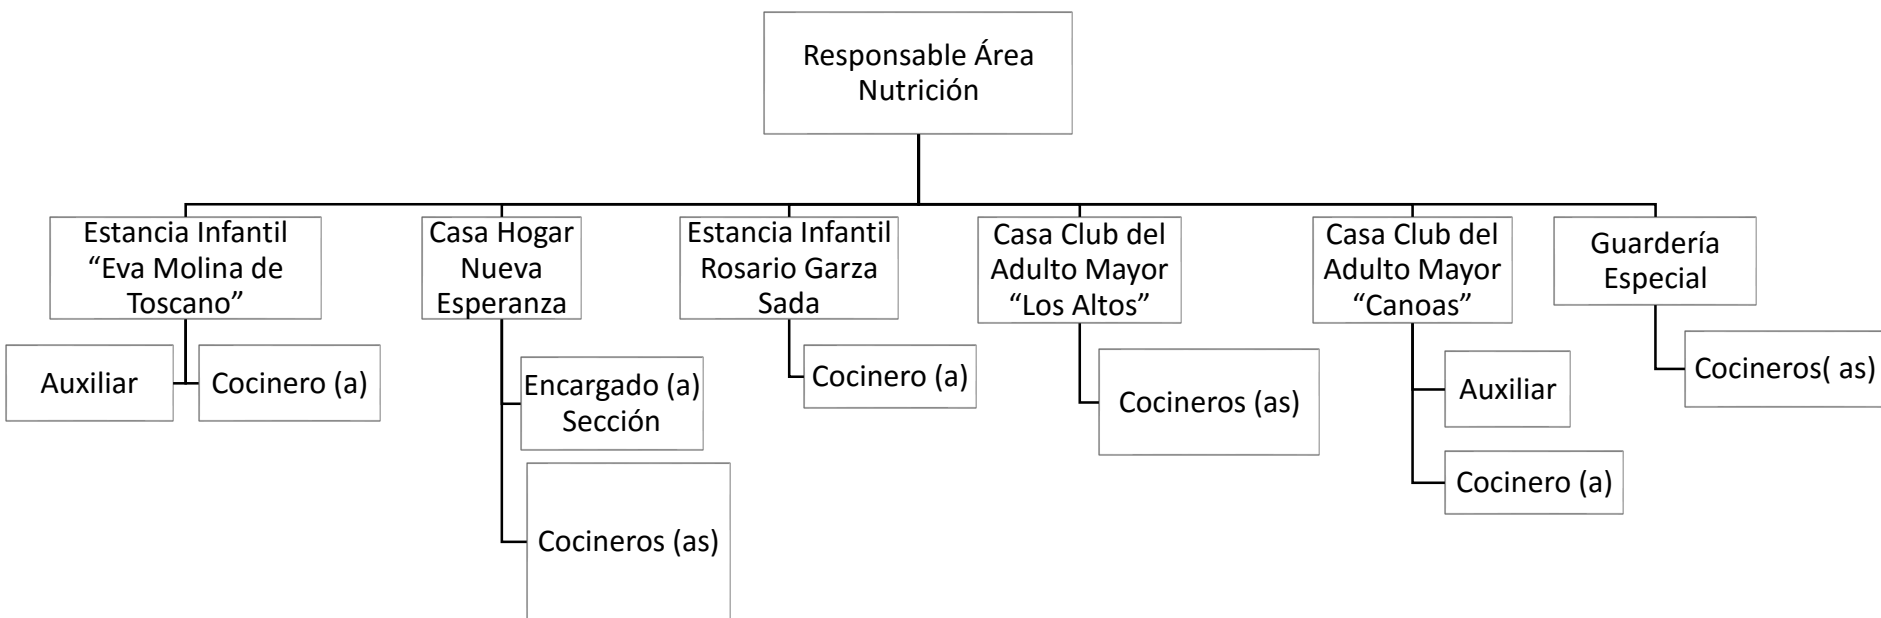 Responsable Área
Nutrición
Estancia Infantil
“Eva Molina de
Toscano”
Casa Hogar
Nueva
Esperanza
Estancia Infantil
Rosario Garza
Sada
Casa Club del
Adulto Mayor
“Los Altos”
Casa Club del
Adulto Mayor
“Canoas”
Guardería
Especial
Auxiliar
Cocinero (a)
Encargado (a)
Sección
Cocineros (as)
Cocinero (a)
Cocineros (as)
Auxiliar
Cocinero (a)
Cocineros( as)